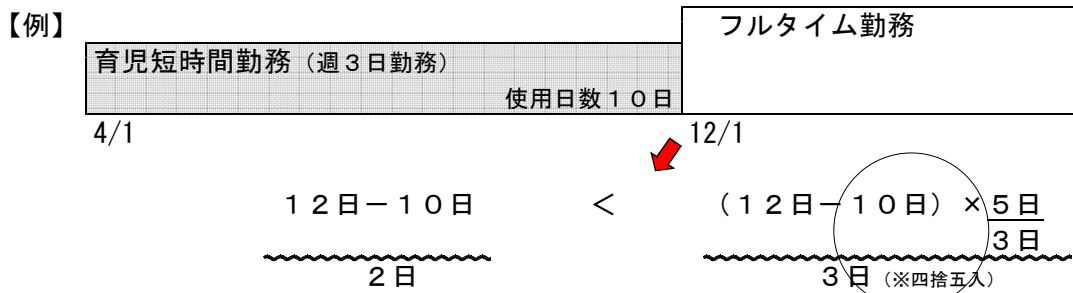 【例】
フルタイム勤務
育児短時間勤務（週３日勤務）
使用日数１０日
4/1
12/1
１２日－１０日 ＜ （１２日－１０日）×５日
３日
２日
３日（※四捨五入）